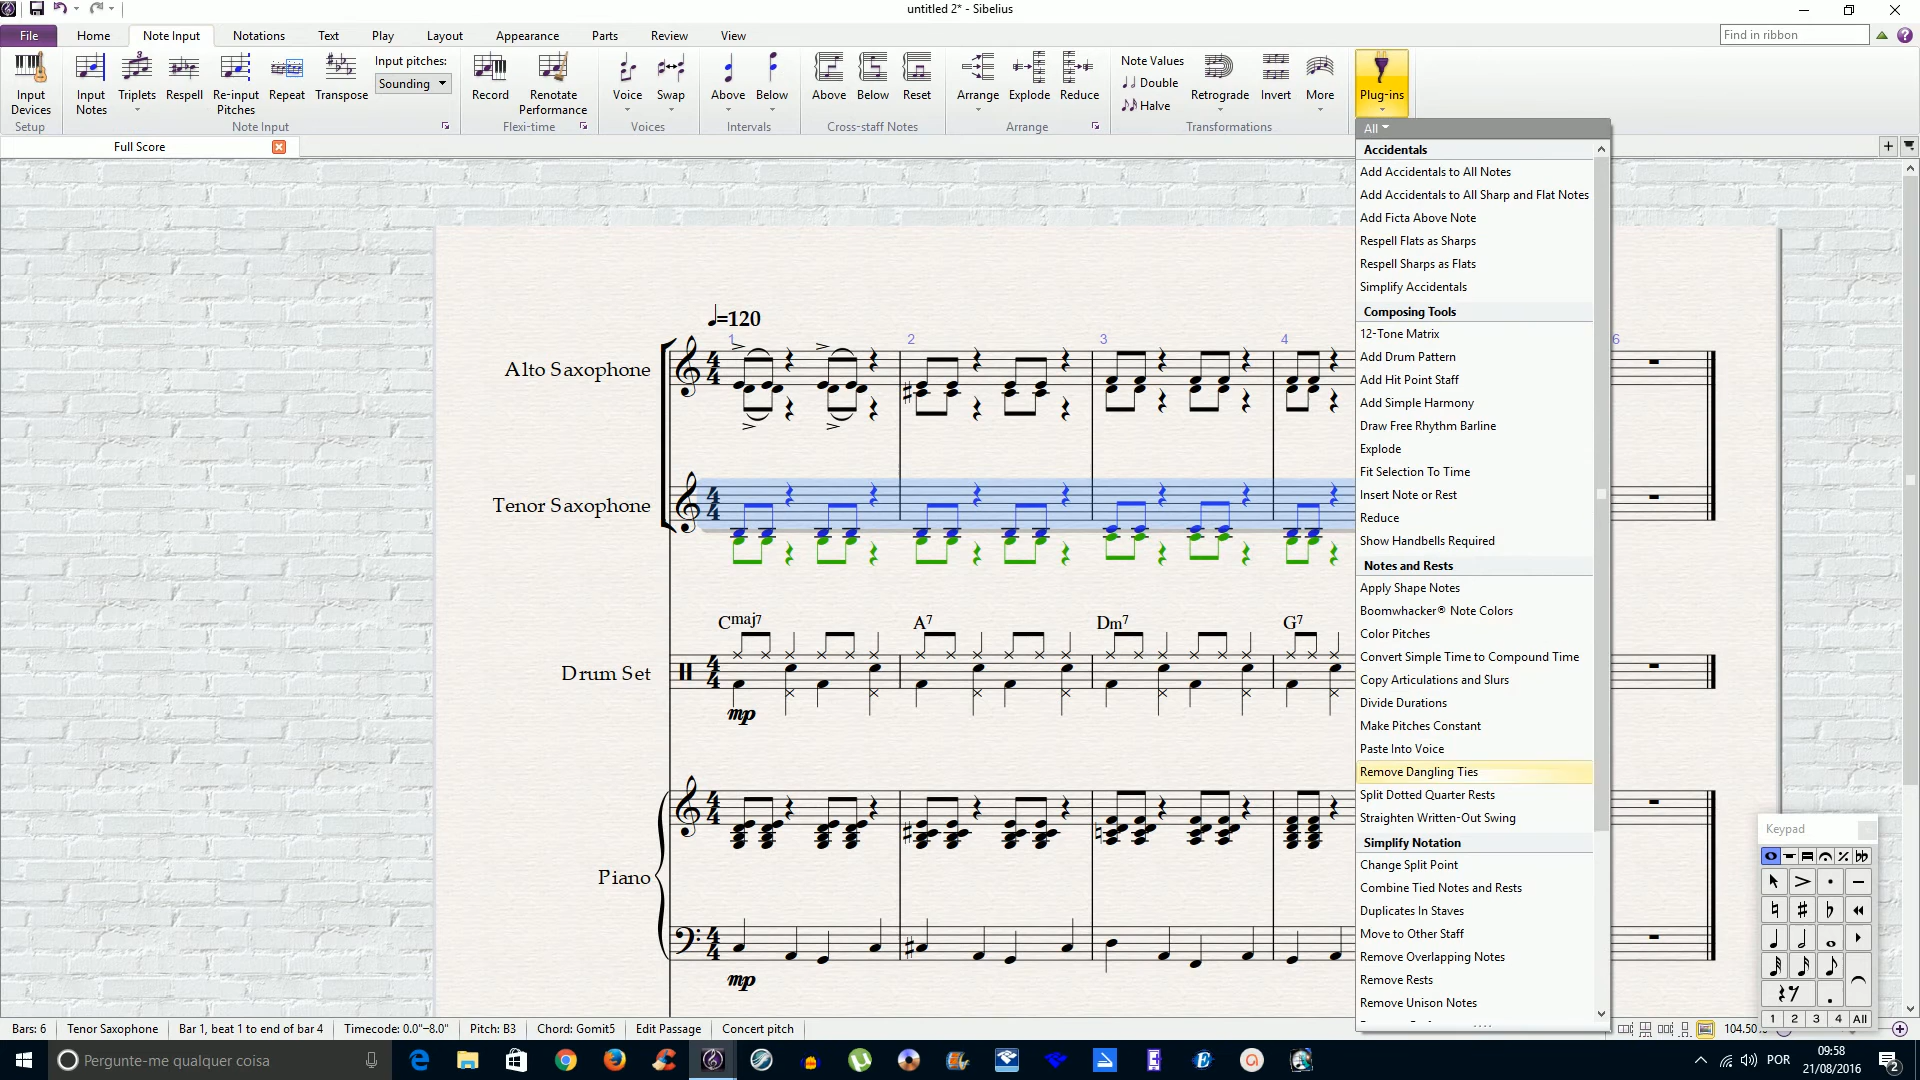 untitled 2* - Sibelius
File Home Note Input Notations Text Play Layout Appearance Parts Review View
Find in ribbon
Input Devices
Setup
Input Notes
Triplets
Respell
Re-input Pitches
Repeat
Transpose
Input pitches:
Sounding
Note Input
Record
Renotate Performance
Flexi-time
Voice
Swap
Voices
Above
Below
Intervals
Above
Below
Reset
Cross-staff Notes
Arrange
Explode
Reduce
Arrange
Note Values
Double
Halve
Retrograde
Invert
More
Transformations
Plug-ins
Full Score
All
Accidentals
Add Accidentals to All Notes
Add Accidentals to All Sharp and Flat Notes
Add Ficta Above Note
Respell Flats as Sharps
Respell Sharps as Flats
Simplify Accidentals
Composing Tools
12-Tone Matrix
Add Drum Pattern
Add Hit Point Staff
Add Simple Harmony
Draw Free Rhythm Barline
Explode
Fit Selection To Time
Insert Note or Rest
Reduce
Show Handbells Required
Notes and Rests
Apply Shape Notes
Boomwhacker® Note Colors
Color Pitches
Convert Simple Time to Compound Time
Copy Articulations and Slurs
Divide Durations
Make Pitches Constant
Paste Into Voice
Remove Dangling Ties
Split Dotted Quarter Rests
Straighten Written-Out Swing
Simplify Notation
Change Split Point
Combine Tied Notes and Rests
Duplicates In Staves
Move to Other Staff
Remove Overlapping Notes
Remove Rests
Remove Unison Notes
=120
1 2 3 4 6
Alto Saxophone
Tenor Saxophone
Cmaj7 A7 Dm7 G7
Drum Set
mp
Piano
mp
Keypad
1 2 3 4 All
Bars: 6 Tenor Saxophone Bar 1, beat 1 to end of bar 4 Timecode: 0.0"-8.0" Pitch: B3 Chord: Gomit5 Edit Passage Concert pitch
104.50%
Pergunte-me qualquer coisa
POR
09:58
21/08/2016
2